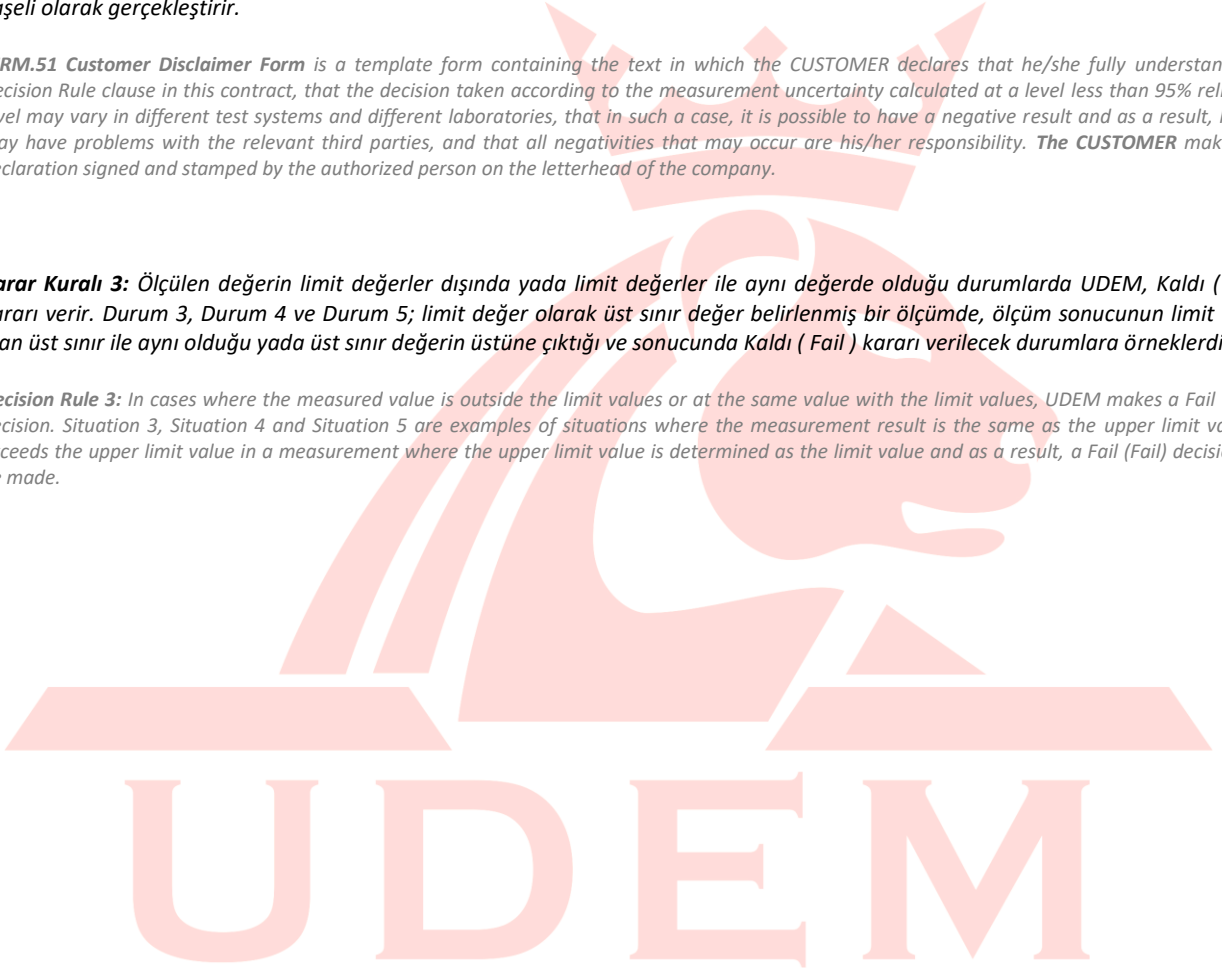 şeli olarak gerçekleştirir.
RM.51 Customer Disclaimer Form is a template form containing the text in which the CUSTOMER declares that he/she fully understan
cision Rule clause in this contract, that the decision taken according to the measurement uncertainty calculated at a level less than 95% reli
vel may vary in different test systems and different laboratories, that in such a case, it is possible to have a negative result and as a result,
ay have problems with the relevant third parties, and that all negativities that may occur are his/her responsibility. The CUSTOMER mak
claration signed and stamped by the authorized person on the letterhead of the company.
arar Kuralı 3: Ölçülen değerin limit değerler dışında yada limit değerler ile aynı değerde olduğu durumlarda UDEM, Kaldı (
rarı verir. Durum 3, Durum 4 ve Durum 5; limit değer olarak üst sınır değer belirlenmiş bir ölçümde, ölçüm sonucunun limit
an üst sınır ile aynı olduğu yada üst sınır değerin üstüne çıktığı ve sonucunda Kaldı ( Fail ) kararı verilecek durumlara örneklerdi
ecision Rule 3: In cases where the measured value is outside the limit values or at the same value with the limit values, UDEM makes a Fail
cision. Situation 3, Situation 4 and Situation 5 are examples of situations where the measurement result is the same as the upper limit va
ceeds the upper limit value in a measurement where the upper limit value is determined as the limit value and as a result, a Fail (Fail) decisi
e made.
UDEM